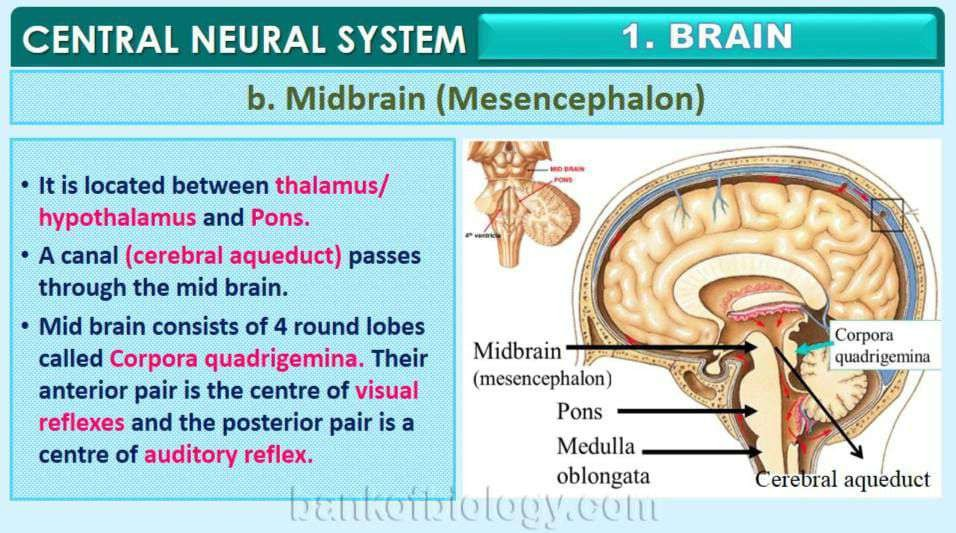 CENTRAL NEURAL SYSTEM
1. BRAIN
b. Midbrain (Mesencephalon)
• It is located between thalamus/
hypothalamus and Pons.
• A canal (cerebral aqueduct) passes
through the mid brain.
• Mid brain consists of 4 round lobes
called Corpora quadrigemina. Their
anterior pair is the centre of visual
reflexes and the posterior pair is a
centre of auditory reflex.
MID BRAIN
PONS
4th ventricle
Corpora
quadrigemina
Midbrain
(mesencephalon)
Pons
Medulla
oblongata
Cerebral aqueduct
bankofbiology.com